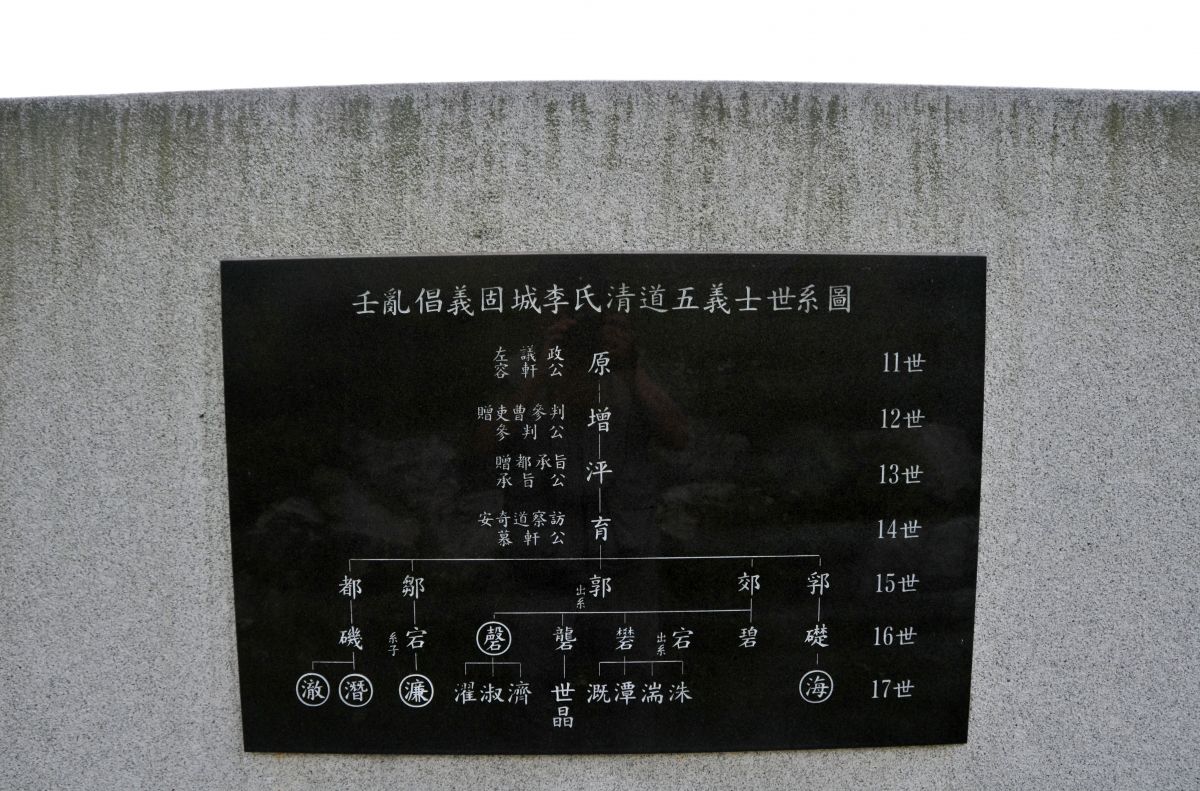 壬亂倡義固城李氏清道五義士世系圖
左議政
容軒公
原
11世
贈吏曹參判
參判公
增
12世
贈都承旨
承旨公
泙
13世
安奇道察訪
慕軒公
育
14世
都 鄒 出系 郭 郊 郛 15世
磯 系子 宕 磬 礱 礬 出系 宕 碧 礎 16世
澈 潛 濂 濯 淑 濟 世晶 溉 潭 湍 洙 海 17世